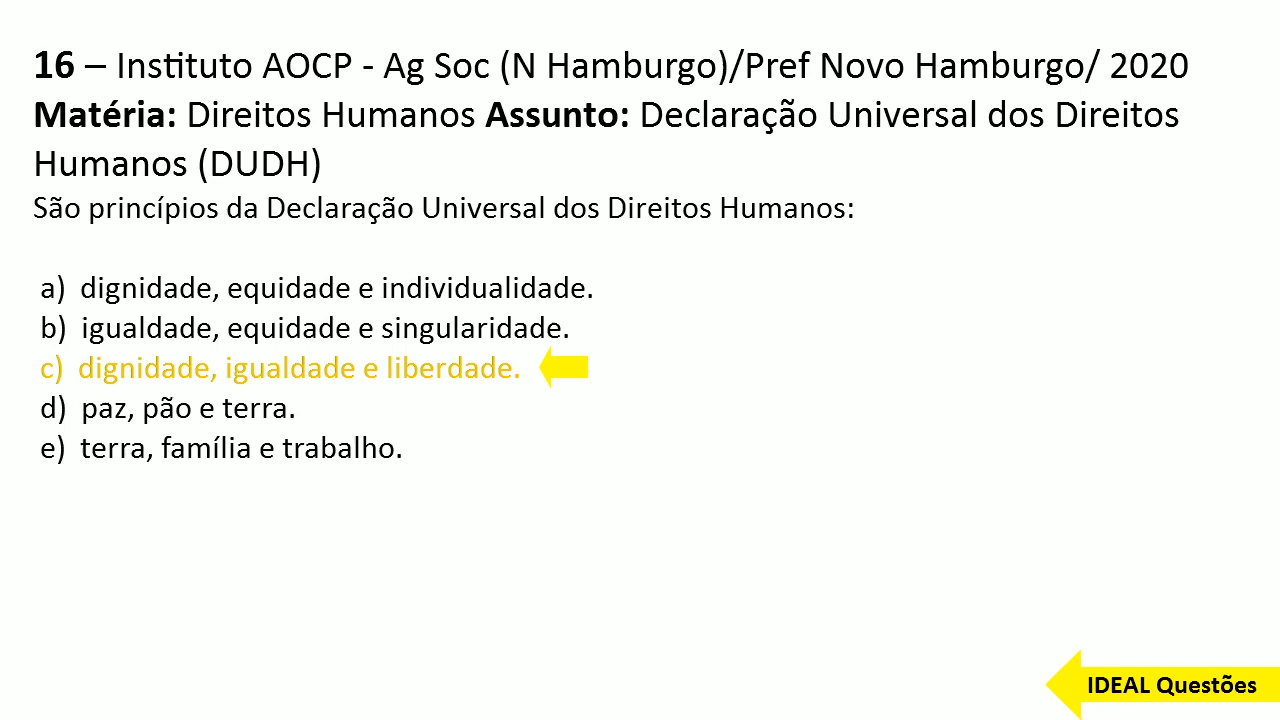 16 – Instituto AOCP - Ag Soc (N Hamburgo)/Pref Novo Hamburgo/ 2020
Matéria: Direitos Humanos Assunto: Declaração Universal dos Direitos
Humanos (DUDH)
São princípios da Declaração Universal dos Direitos Humanos:
a) dignidade, equidade e individualidade.
b) igualdade, equidade e singularidade.
c) dignidade, igualdade e liberdade.
d) paz, pão e terra.
e) terra, família e trabalho.
IDEAL Questões